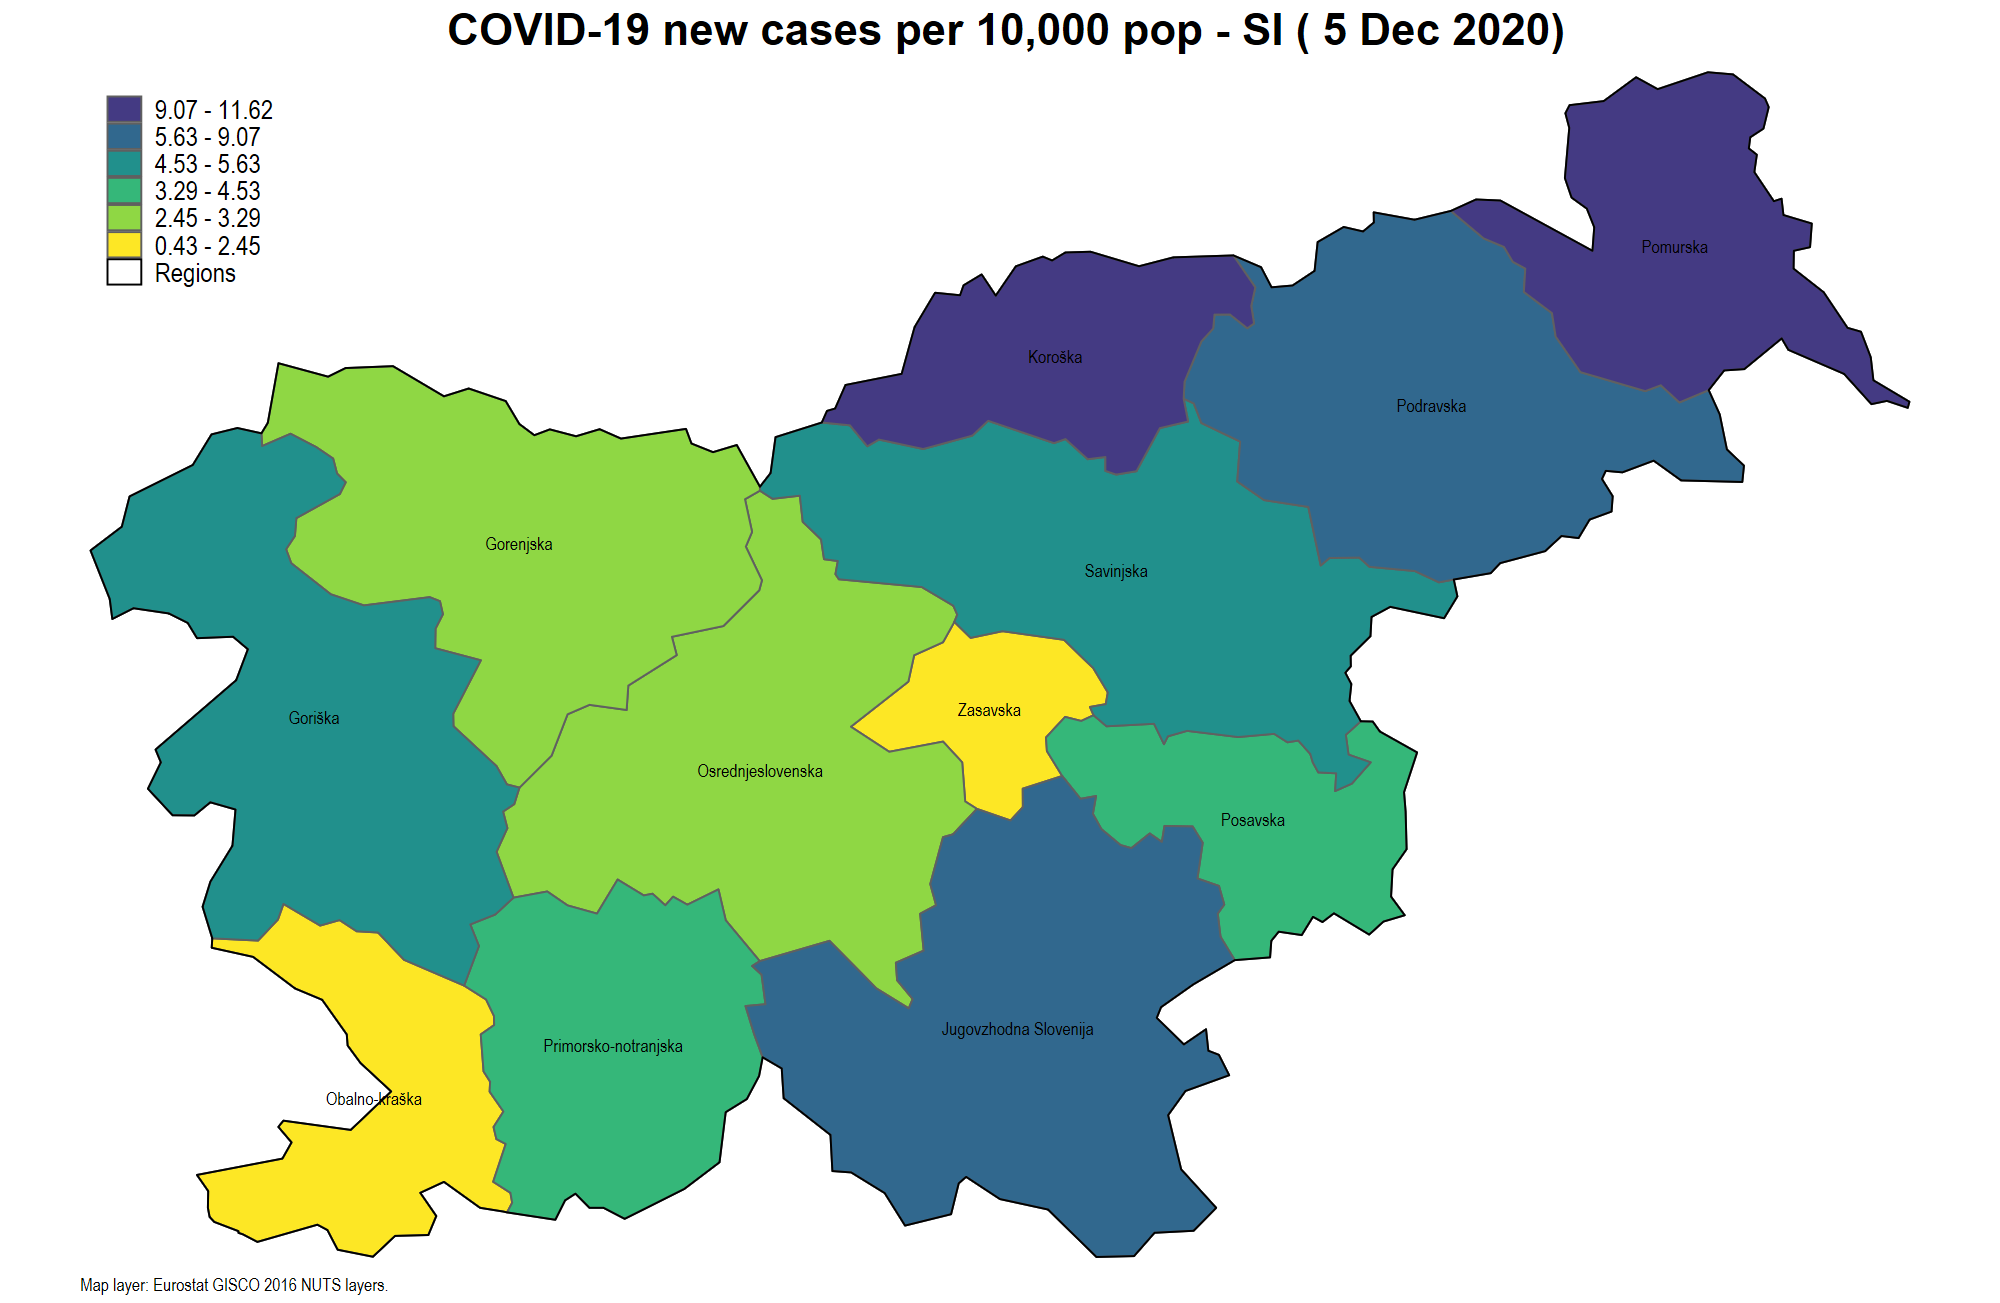 COVID-19 new cases per 10,000 pop - SI ( 5 Dec 2020)
9.07 - 11.62
5.63 - 9.07
4.53 - 5.63
3.29 - 4.53
2.45 - 3.29
0.43 - 2.45
Regions
Pomurska
Koroška
Podravska
Gorenjska
Savinjska
Zasavska
Goriška
Osrednjeslovenska
Posavska
Jugovzhodna Slovenija
Primorsko-notranjska
Obalno-kraška
Map layer: Eurostat GISCO 2016 NUTS layers.